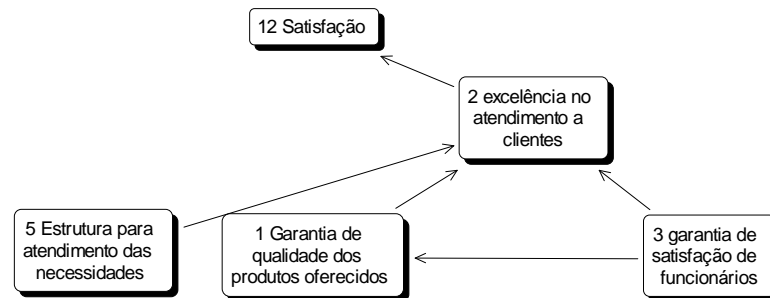 12 Satisfação
2 excelência no
atendimento a
clientes
5 Estrutura para
atendimento das
necessidades
1 Garantia de
qualidade dos
produtos oferecidos
3 garantia de
satisfação de
funcionários